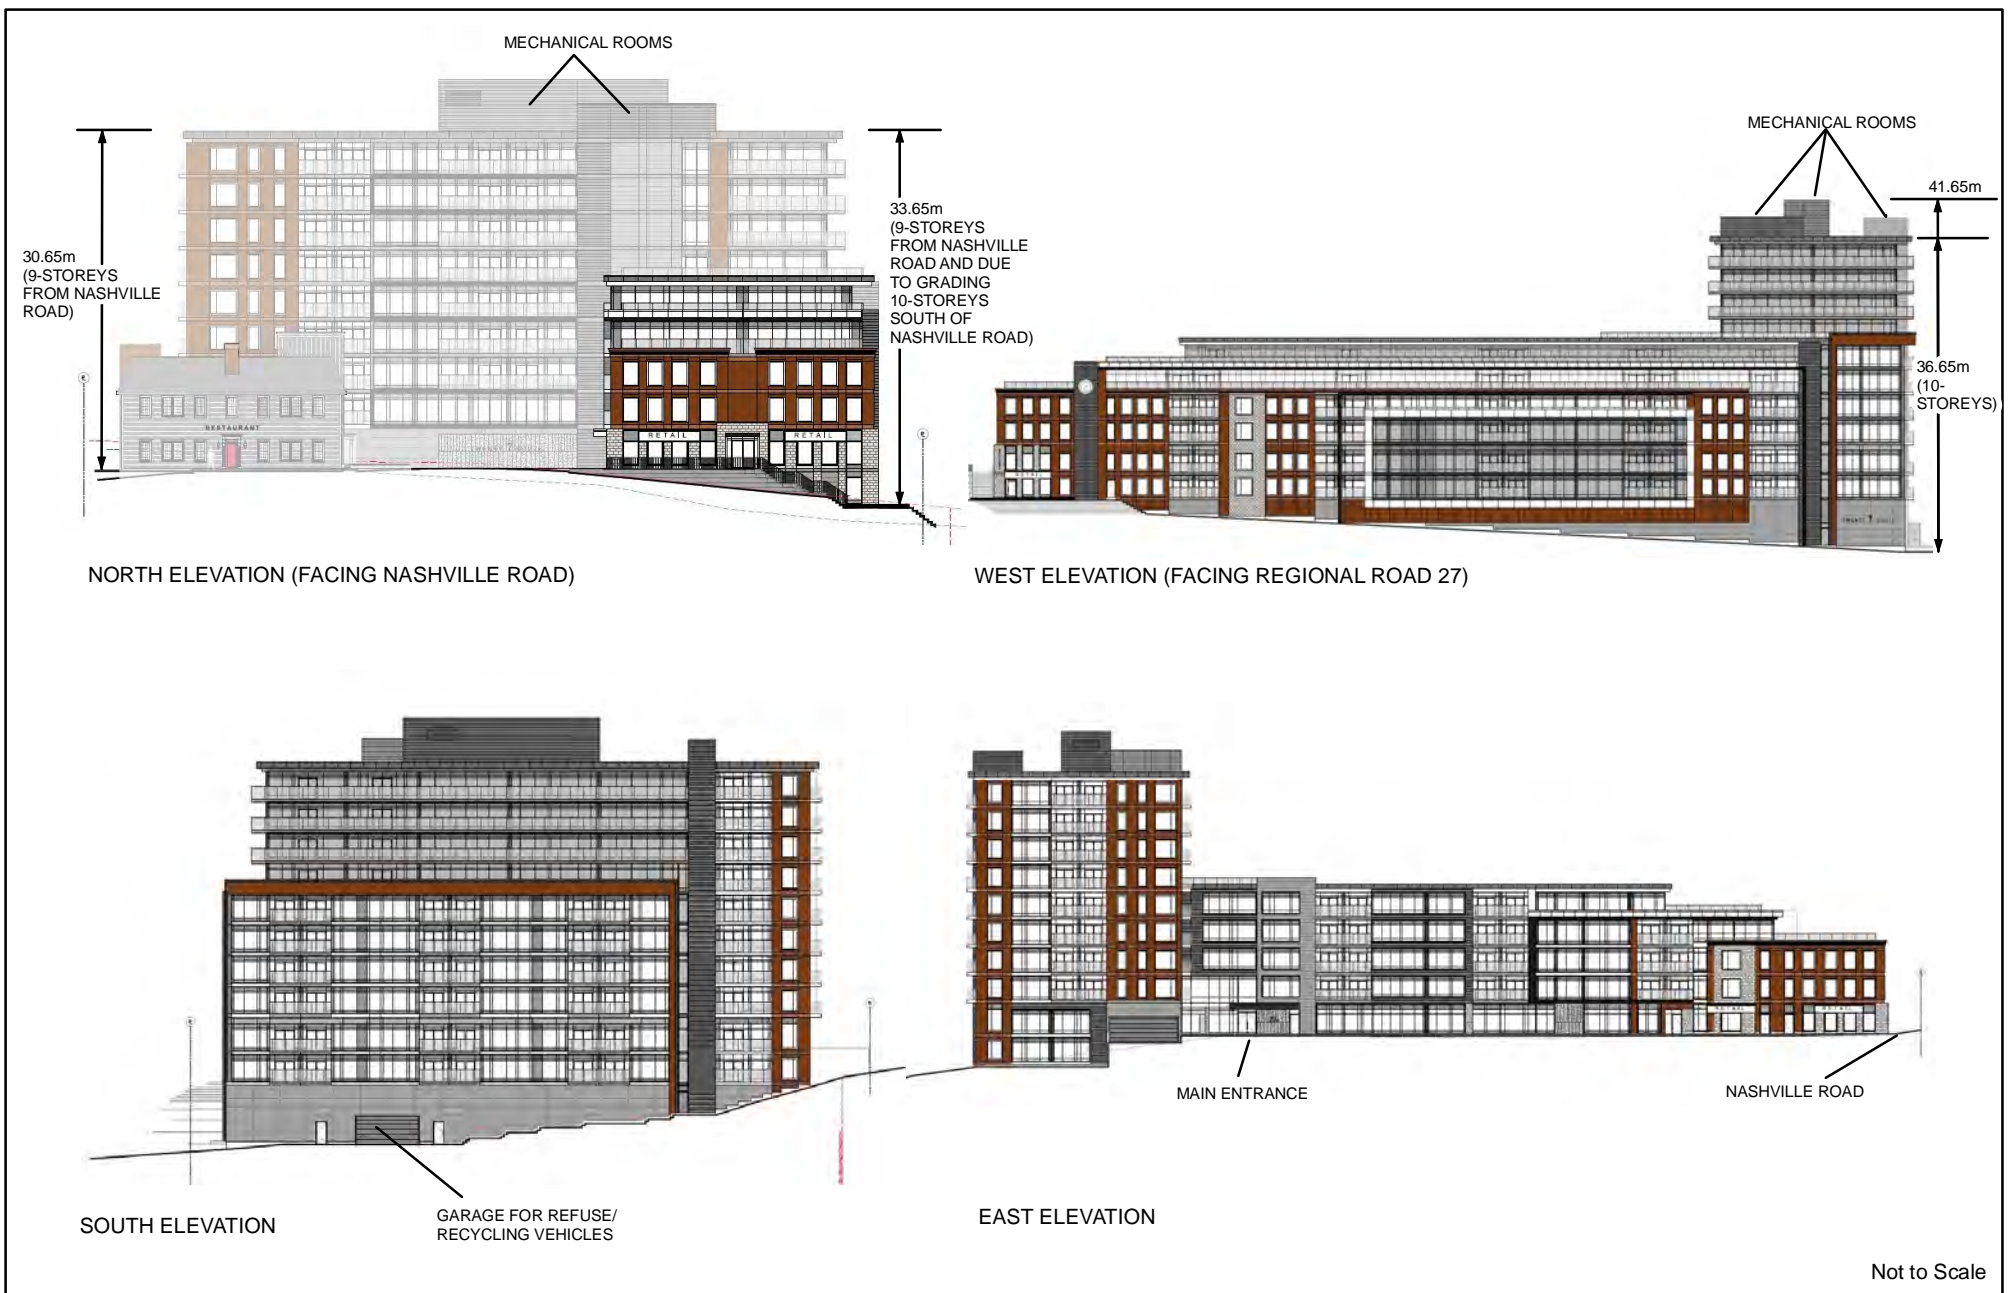 MECHANICAL ROOMS
30.65m
(9-STOREYS
FROM NASHVILLE
ROAD)
33.65m
(9-STOREYS
FROM NASHVILLE
ROAD AND DUE
TO GRADING
10-STOREYS
SOUTH OF
NASHVILLE ROAD)
RESTAURANT
RETAIL
RETAIL
NORTH ELEVATION (FACING NASHVILLE ROAD)
MECHANICAL ROOMS
41.65m
36.65m
(10-
STOREYS)
RETAIL
WEST ELEVATION (FACING REGIONAL ROAD 27)
GARAGE FOR REFUSE/
RECYCLING VEHICLES
SOUTH ELEVATION
RETAIL
RETAIL
MAIN ENTRANCE
NASHVILLE ROAD
EAST ELEVATION
Not to Scale